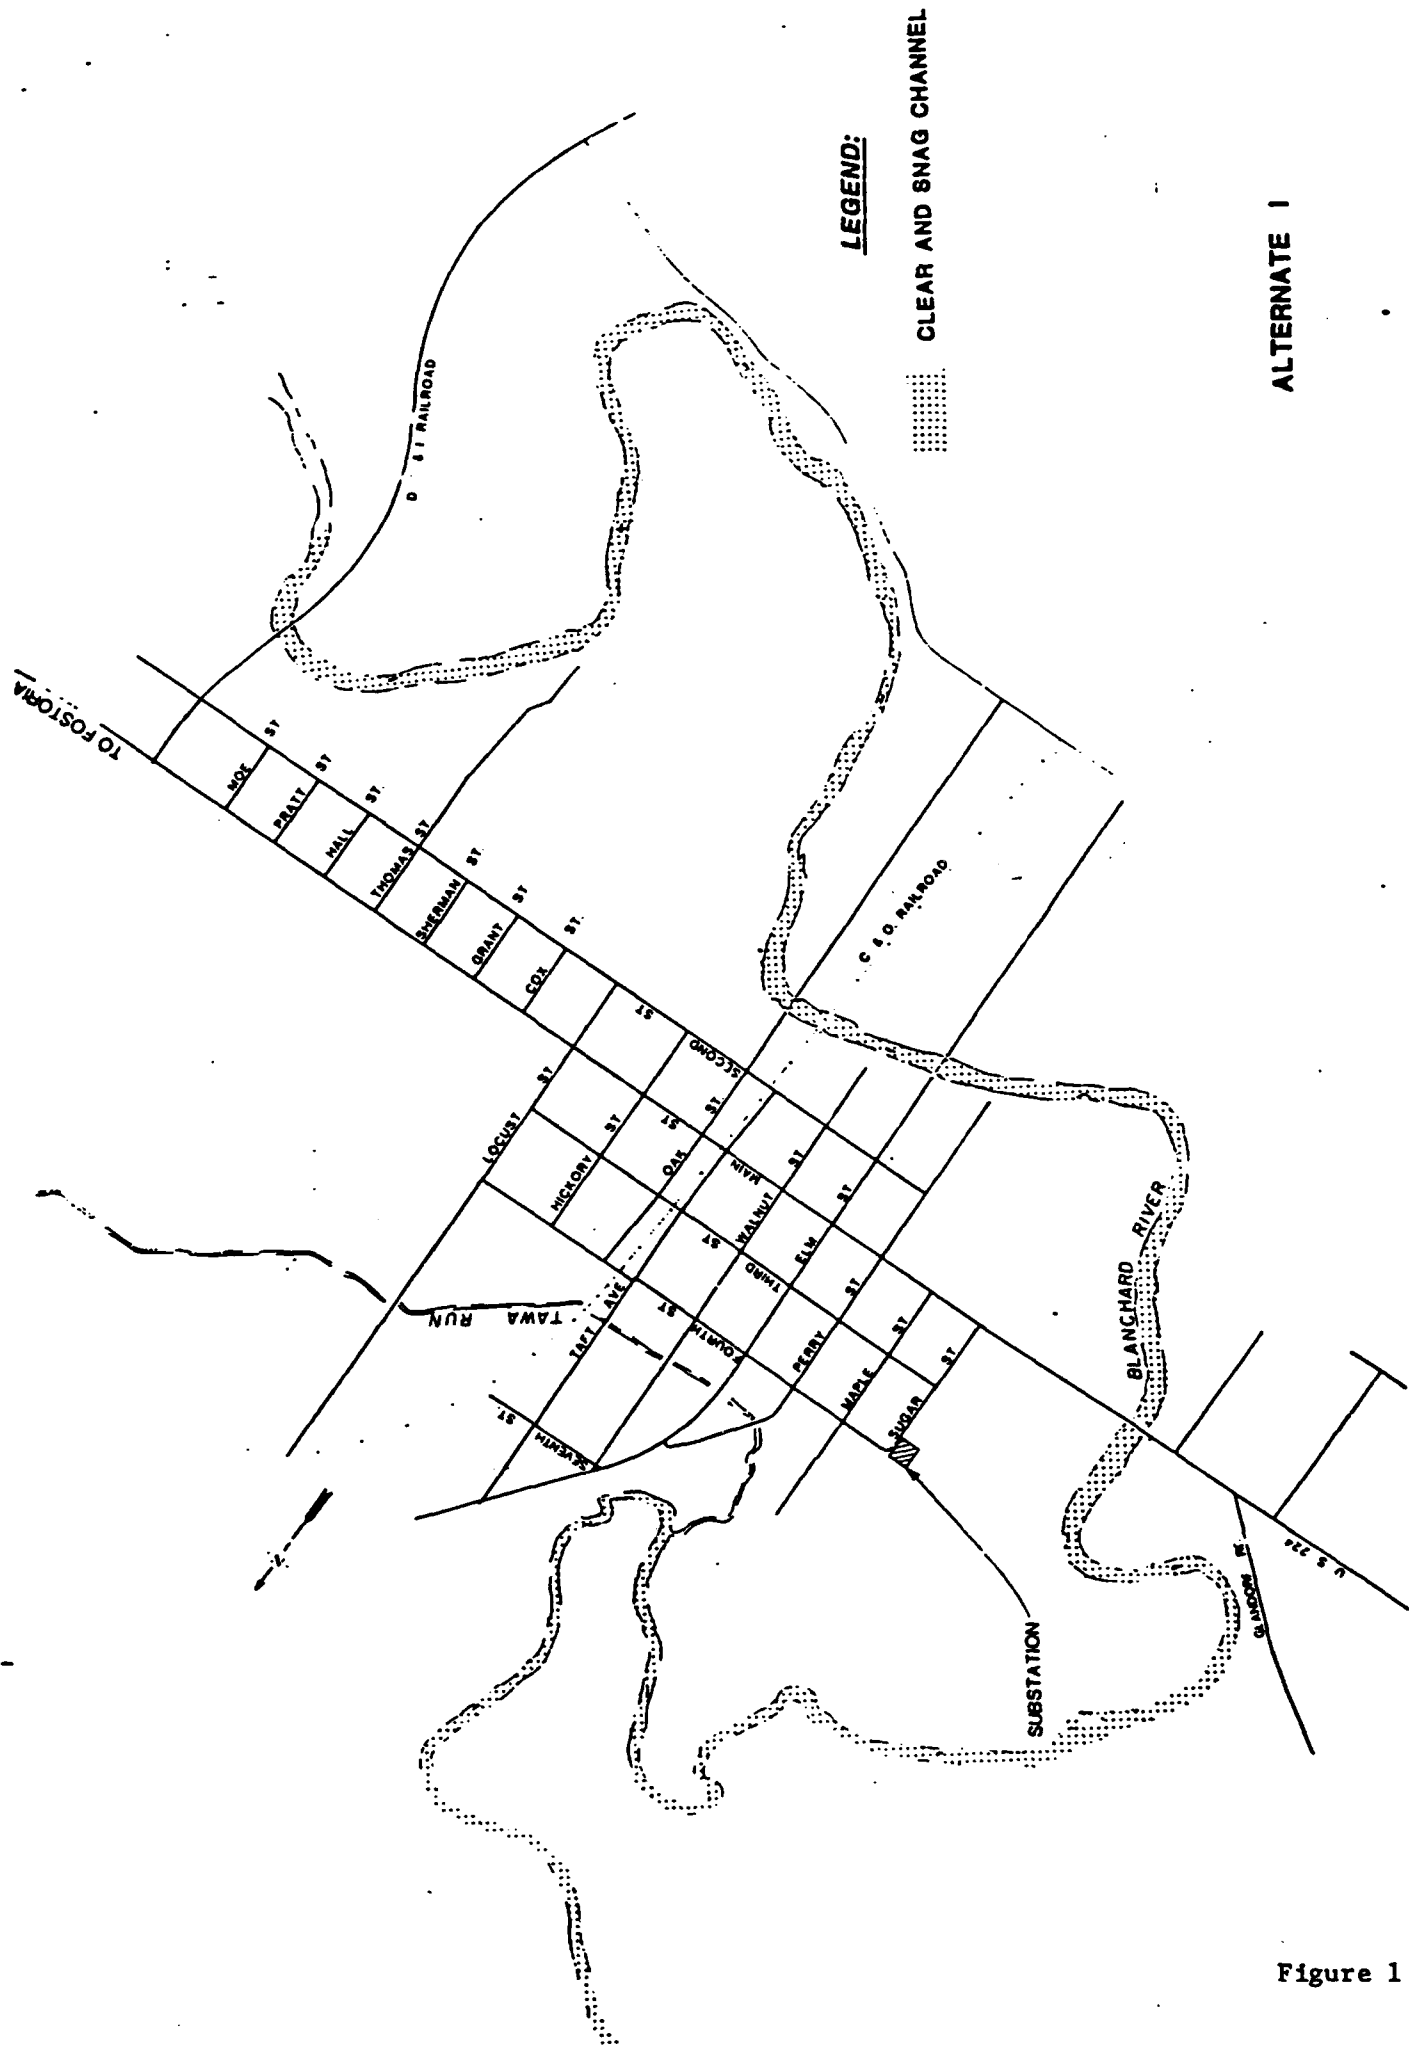 TO FOSTORIA
D & I RAILROAD
LEGEND:
CLEAR AND SNAG CHANNEL
ALTERNATE 1
MOE ST
PRATT ST
HALL ST
THOMAS ST
SHERMAN ST
GRANT ST
COX ST.
LOCUST ST
HICKORY ST
OAK ST
SECOND ST
MAIN ST
THIRD ST
FOURTH ST
SEVENTH ST.
TAFT AVE
WALNUT ST
ELM ST
PERRY ST
MAPLE ST
SUGAR ST
C & O. RAILROAD
TAWA RUN
BLANCHARD RIVER
SUBSTATION
U S 224
GLANDORF RD
N
Figure 1